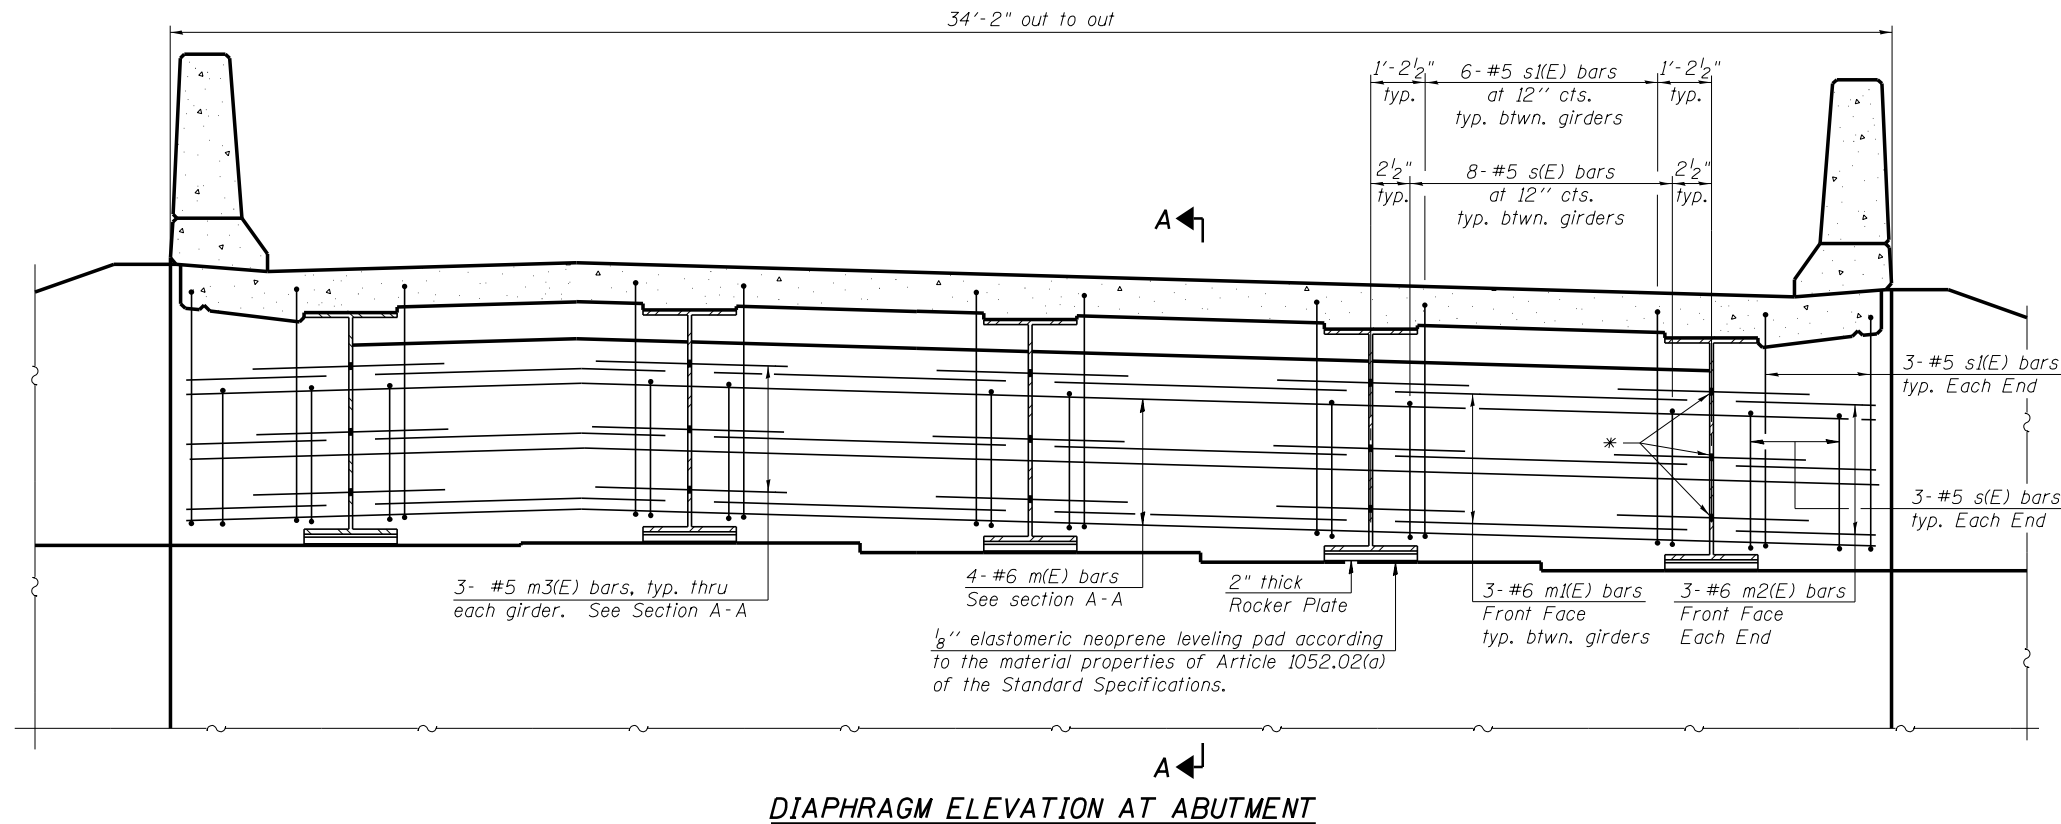 34'-2" out to out
1'-2½"
typ.
6-#5 s1(E) bars
at 12" cts.
typ. btwn. girders
1'-2½"
typ.
2½"
typ.
8-#5 s(E) bars
at 12" cts.
typ. btwn. girders
2½"
typ.
A
3-#5 s1(E) bars
typ. Each End
*
3-#5 s(E) bars
typ. Each End
3- #5 m3(E) bars, typ. thru
each girder. See Section A-A
4-#6 m(E) bars
See section A-A
2" thick
Rocker Plate
3-#6 m1(E) bars
Front Face
typ. btwn. girders
3-#6 m2(E) bars
Front Face
Each End
⅛" elastomeric neoprene leveling pad according
to the material properties of Article 1052.02(a)
of the Standard Specifications.
A
DIAPHRAGM ELEVATION AT ABUTMENT